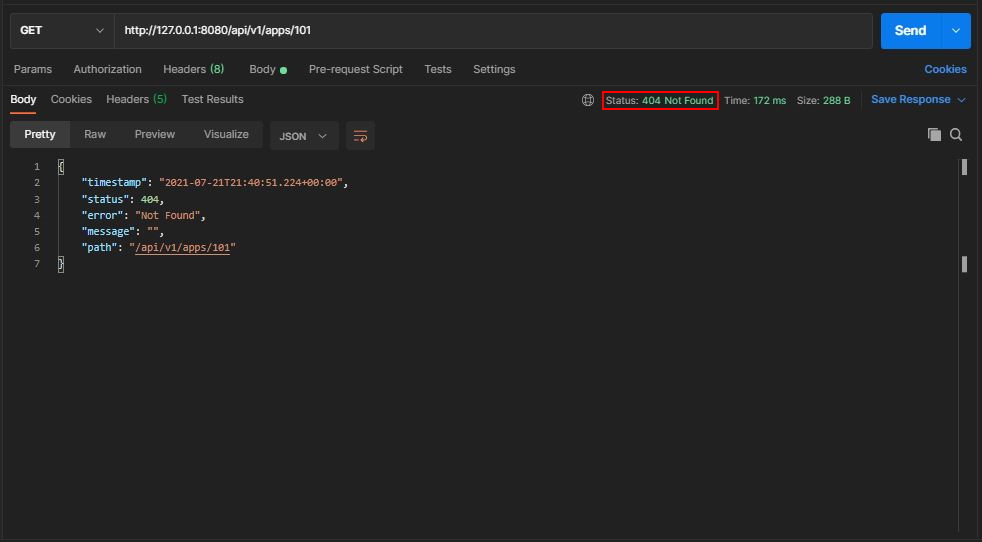 GET http://127.0.0.1:8080/api/v1/apps/101 Send
Params Authorization Headers (8) Body Pre-request Script Tests Settings Cookies
Body Cookies Headers (5) Test Results Status: 404 Not Found Time: 172 ms Size: 288 B Save Response
Pretty Raw Preview Visualize JSON
1 {
2 "timestamp": "2021-07-21T21:40:51.224+00:00",
3 "status": 404,
4 "error": "Not Found",
5 "message": "",
6 "path": "/api/v1/apps/101"
7 }